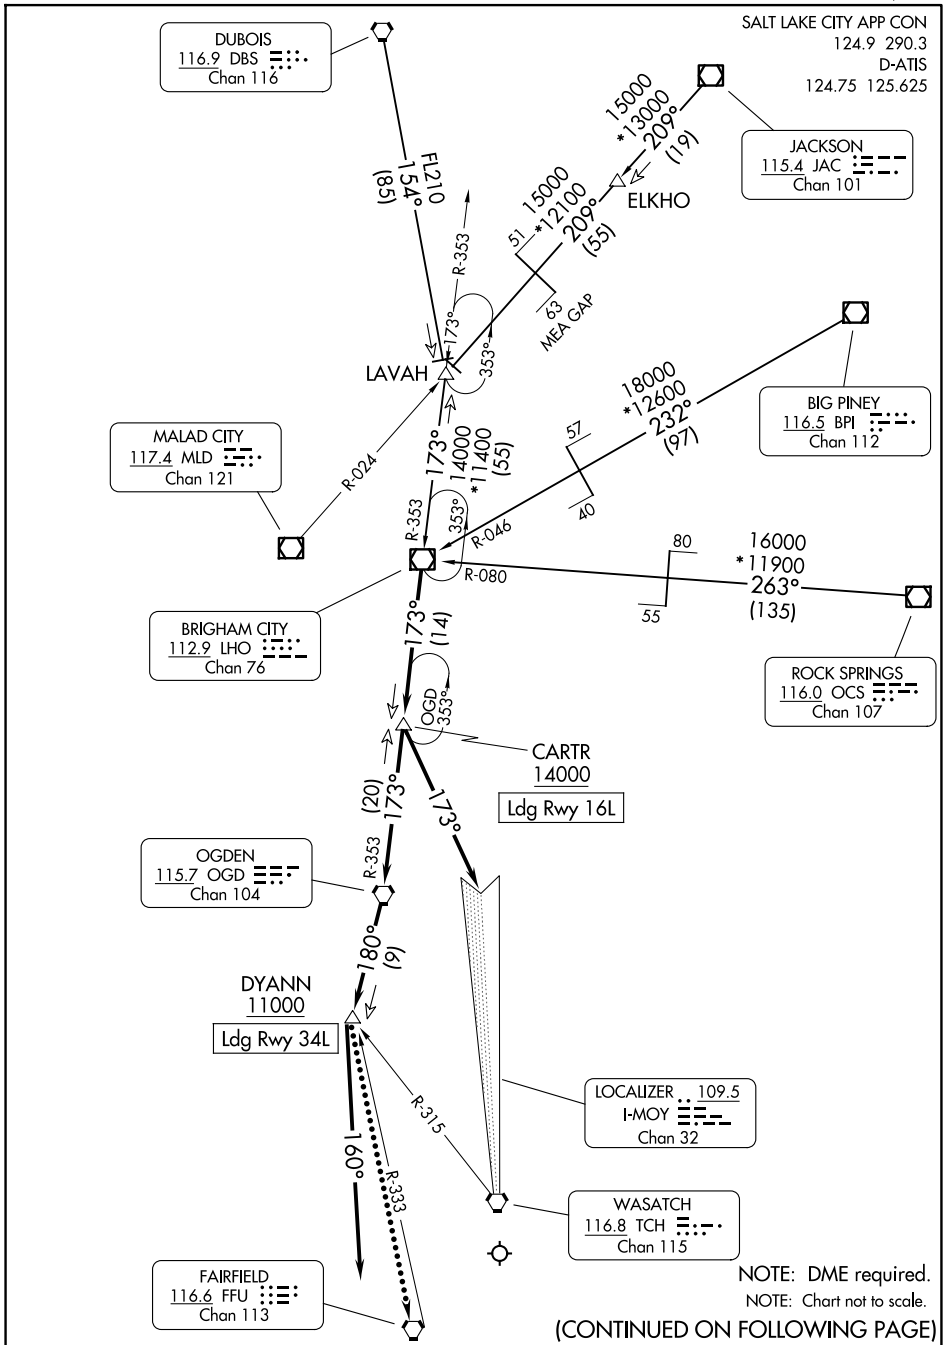 SALT LAKE CITY APP CON
124.9 290.3
D-ATIS
124.75 125.625
DUBOIS
116.9 DBS
Chan 116
JACKSON
115.4 JAC
Chan 101
15000
*13000
209°
(19)
ELKHO
15000
*12100
209°
(55)
51
63
MEA GAP
FL210
154°
(85)
R-353
173°
353°
LAVAH
BIG PINEY
116.5 BPI
Chan 112
18000
*12600
232°
(97)
57
40
R-046
MALAD CITY
117.4 MLD
Chan 121
R-024
173°
14000
*11400
(55)
R-353
353°
80
55
R-080
16000
*11900
263°
(135)
BRIGHAM CITY
112.9 LHO
Chan 76
ROCK SPRINGS
116.0 OCS
Chan 107
173°
(14)
OGD
353°
CARTR
14000
Ldg Rwy 16L
(20)
173°
R-353
173°
OGDEN
115.7 OGD
Chan 104
180°
(9)
DYANN
11000
Ldg Rwy 34L
R-315
160°
R-333
LOCALIZER 109.5
I-MOY
Chan 32
WASATCH
116.8 TCH
Chan 115
FAIRFIELD
116.6 FFU
Chan 113
NOTE: DME required.
NOTE: Chart not to scale.
(CONTINUED ON FOLLOWING PAGE)